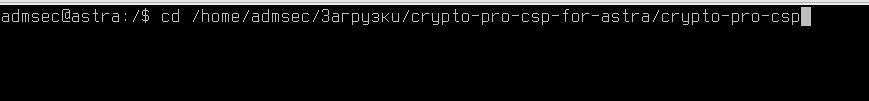 admsec@astra:/$ cd /home/admsec/Загрузки/crypto-pro-csp-for-astra/crypto-pro-csp